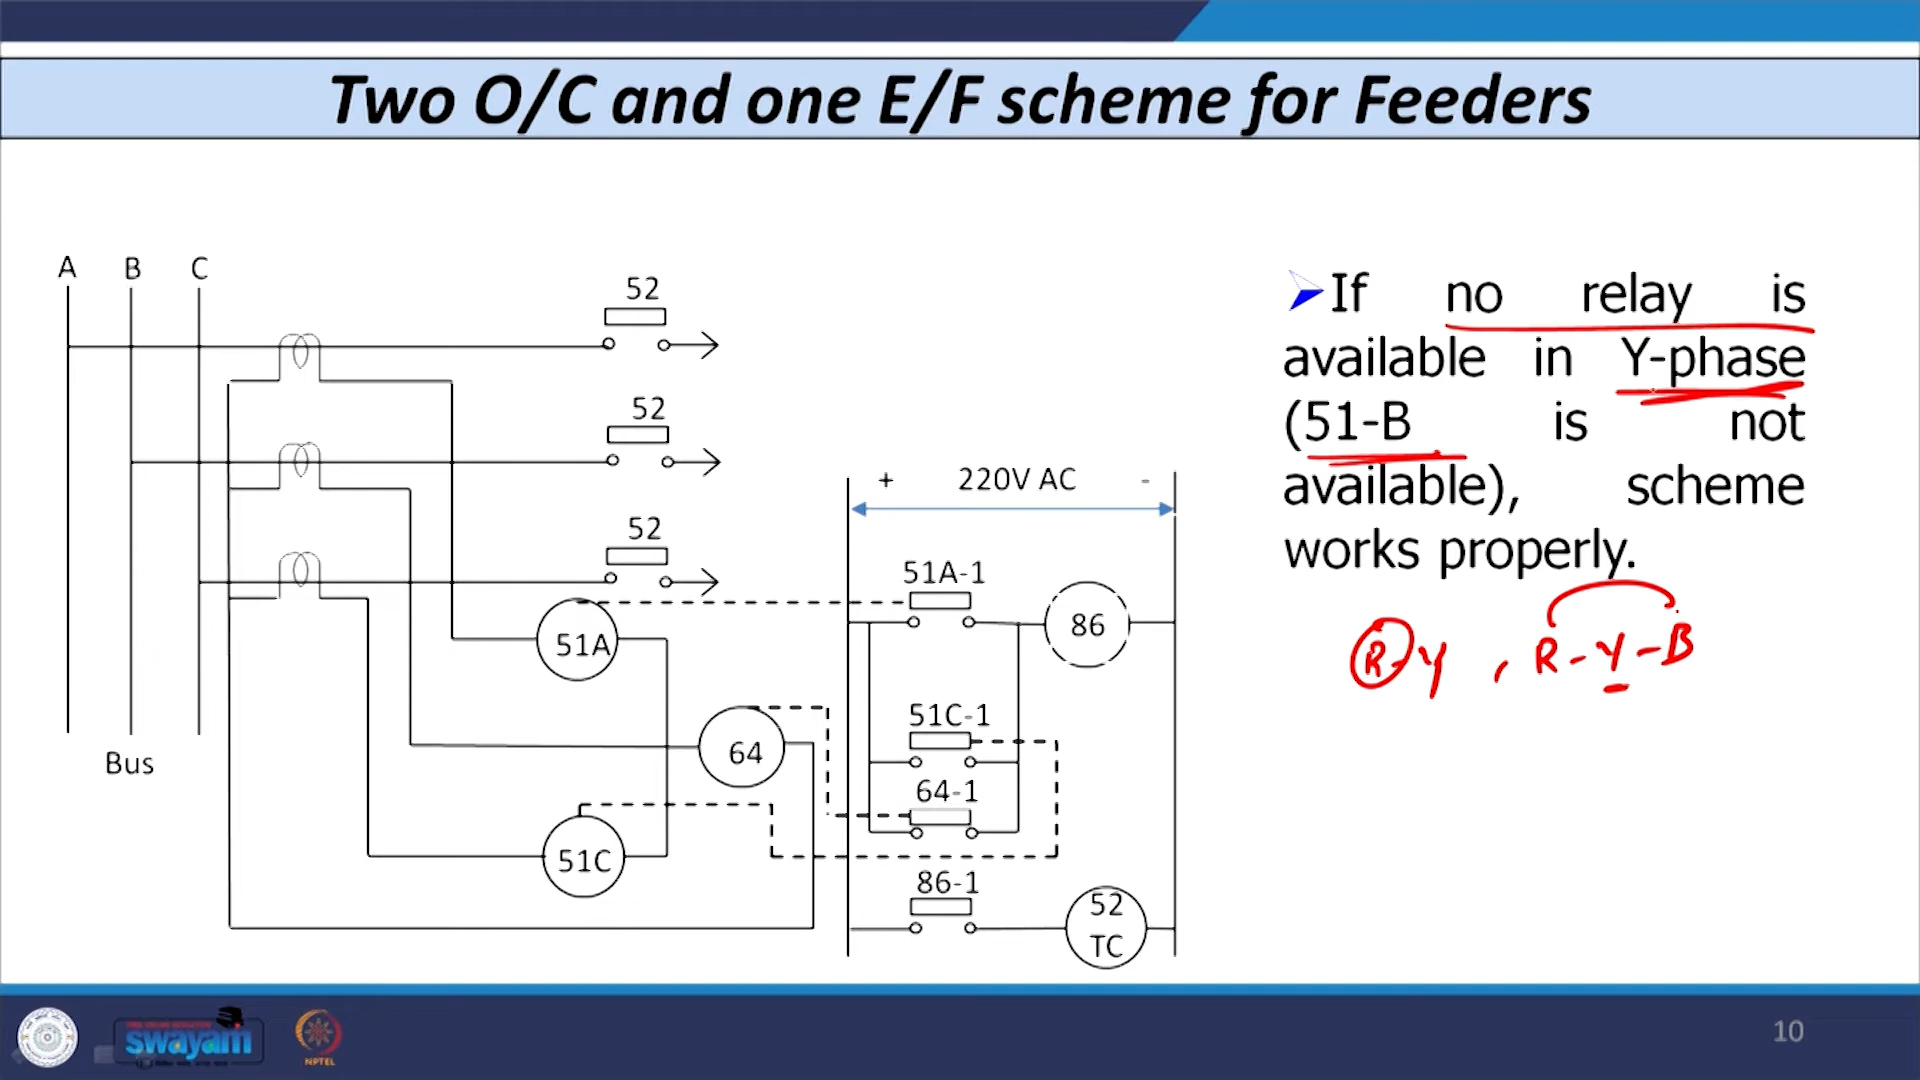 Two O/C and one E/F scheme for Feeders
A B C
52
52
52
51A
64
51C
Bus
+ 220V AC -
51A-1
86
51C-1
64-1
86-1
52
TC
If no relay is
available in Y-phase
(51-B is not
available), scheme
works properly.
R-Y , R-Y-B
swayam
NPTEL
10